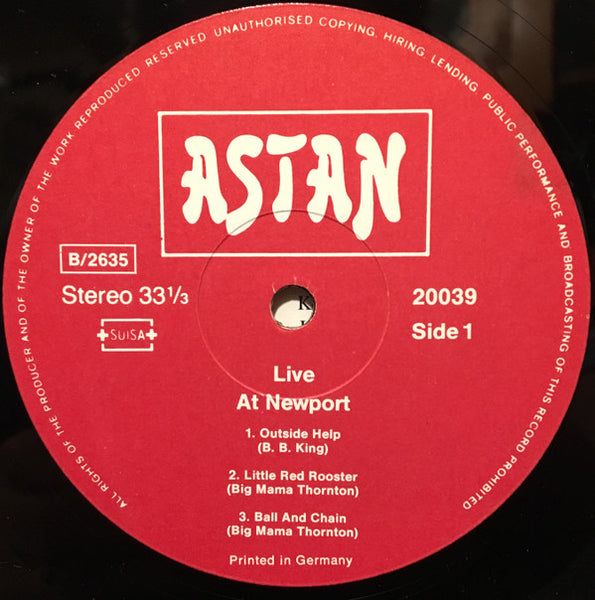 ALL RIGHTS OF THE PRODUCER AND OF THE OWNER OF THE WORK REPRODUCED RESERVED UNAUTHORISED COPYING, HIRING, LENDING, PUBLIC PERFORMANCE AND BROADCASTING OF THIS RECORD PROHIBITED
ASTAN
B/2635
Stereo 33 1/3
SUISA
20039
Side 1
K
Live
At Newport
1. Outside Help
(B. B. King)
2. Little Red Rooster
(Big Mama Thornton)
3. Ball And Chain
(Big Mama Thornton)
Printed in Germany